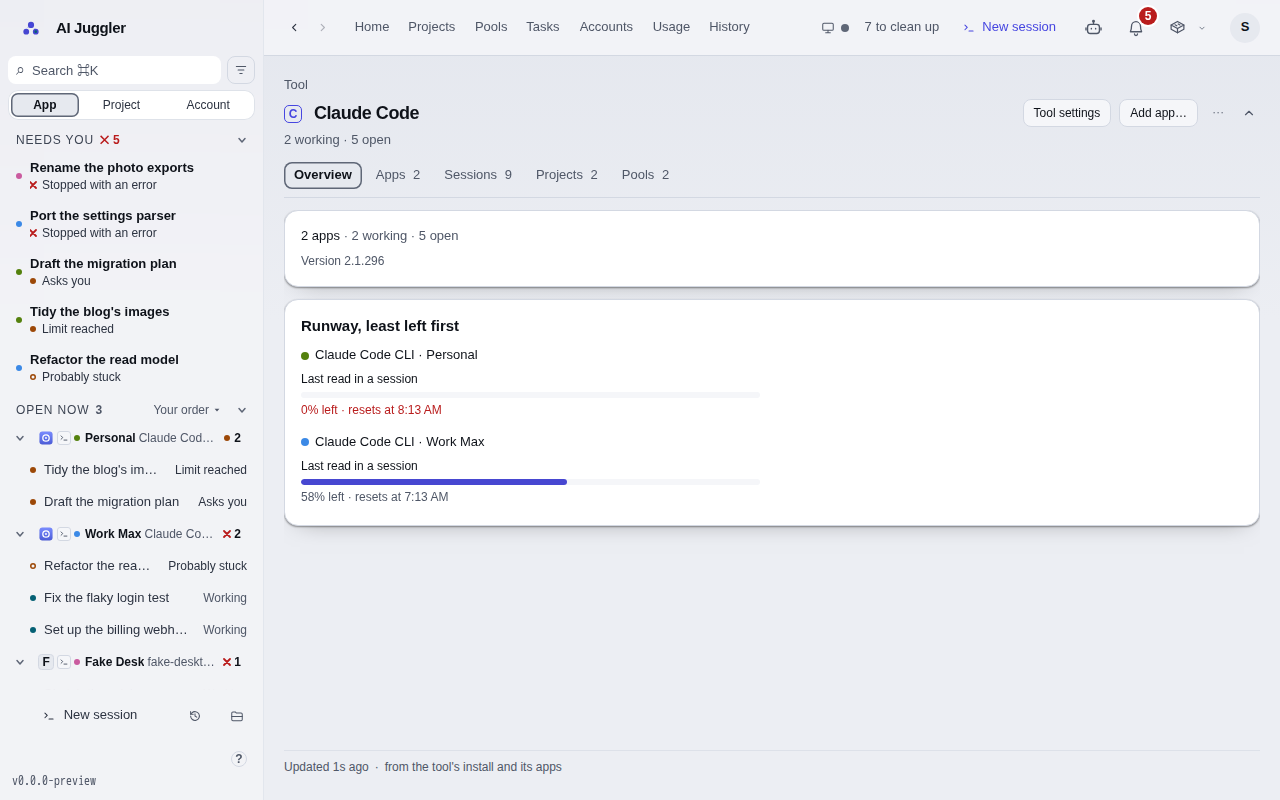 AI Juggler
Search ⌘K
App
Project
Account
NEEDS YOU 5
Rename the photo exports
Stopped with an error
Port the settings parser
Stopped with an error
Draft the migration plan
Asks you
Tidy the blog's images
Limit reached
Refactor the read model
Probably stuck
OPEN NOW 3
Your order
Personal Claude Cod… 2
Tidy the blog's im… Limit reached
Draft the migration plan Asks you
Work Max Claude Co… 2
Refactor the rea… Probably stuck
Fix the flaky login test Working
Set up the billing webh… Working
F Fake Desk fake-deskt… 1
New session
?
v0.0.0-preview
Home Projects Pools Tasks Accounts Usage History
7 to clean up
New session
5
S
Tool
C Claude Code
Tool settings
Add app…
2 working · 5 open
Overview
Apps 2
Sessions 9
Projects 2
Pools 2
2 apps · 2 working · 5 open
Version 2.1.296
Runway, least left first
Claude Code CLI · Personal
Last read in a session
0% left · resets at 8:13 AM
Claude Code CLI · Work Max
Last read in a session
58% left · resets at 7:13 AM
Updated 1s ago · from the tool's install and its apps